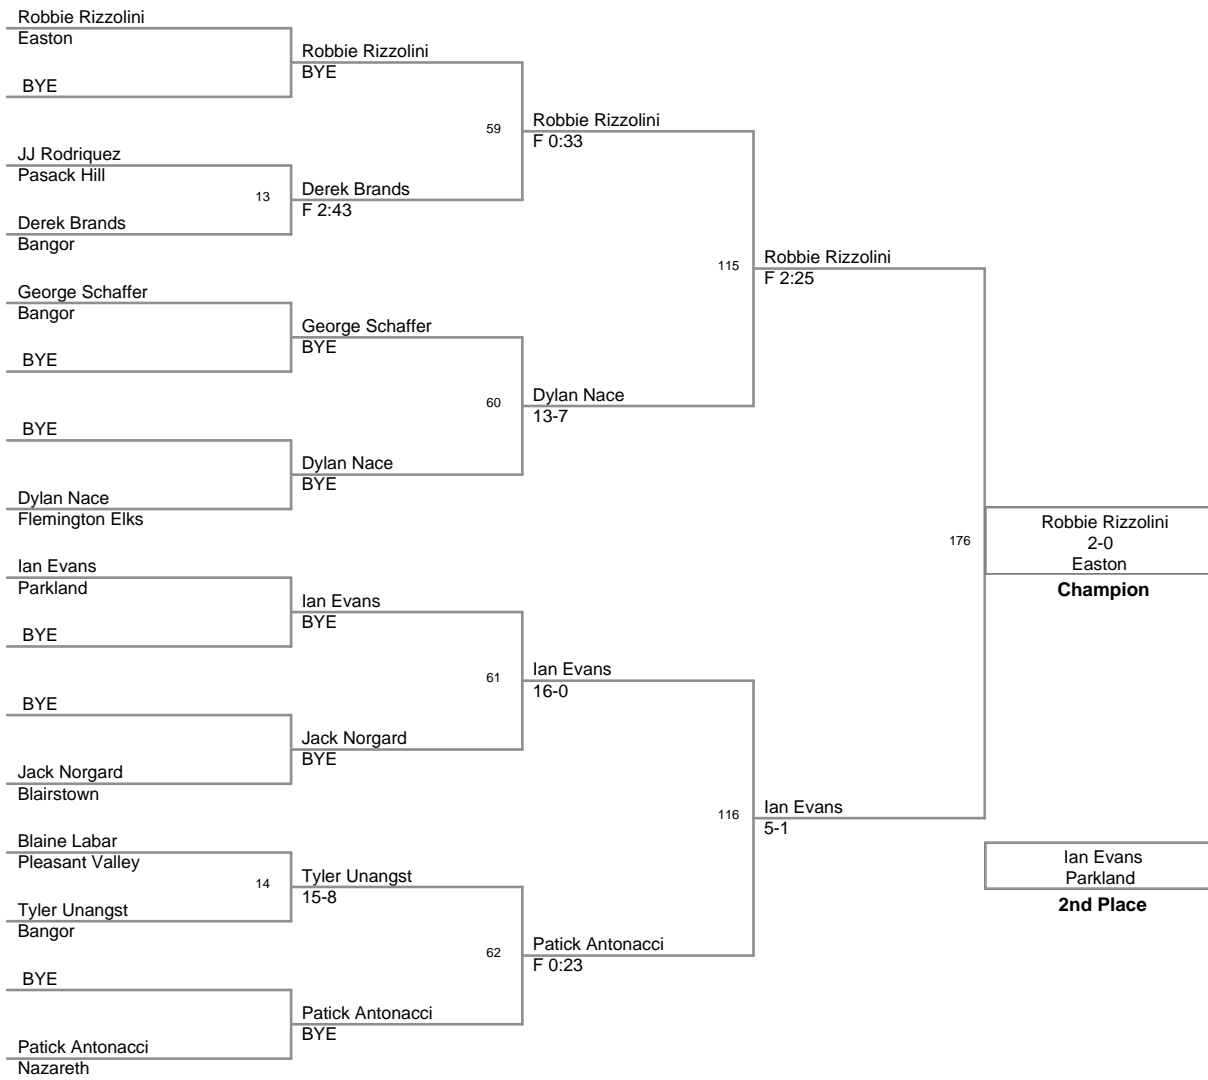 Robbie Rizzolini
Easton
BYE
JJ Rodriquez
Pasack Hill
13
Derek Brands
Bangor
George Schaffer
Bangor
BYE
BYE
Dylan Nace
Flemington Elks
Ian Evans
Parkland
BYE
BYE
Jack Norgard
Blairstown
Blaine Labar
Pleasant Valley
14
Tyler Unangst
Bangor
BYE
Patick Antonacci
Nazareth
Robbie Rizzolini
BYE
59
Derek Brands
F 2:43
George Schaffer
BYE
60
Dylan Nace
BYE
Ian Evans
BYE
61
Jack Norgard
BYE
Tyler Unangst
15-8
62
Patick Antonacci
BYE
Robbie Rizzolini
F 0:33
115
Dylan Nace
13-7
Ian Evans
16-0
116
Patick Antonacci
F 0:23
Robbie Rizzolini
F 2:25
176
Ian Evans
5-1
Robbie Rizzolini
2-0
Easton
Champion
Ian Evans
Parkland
2nd Place